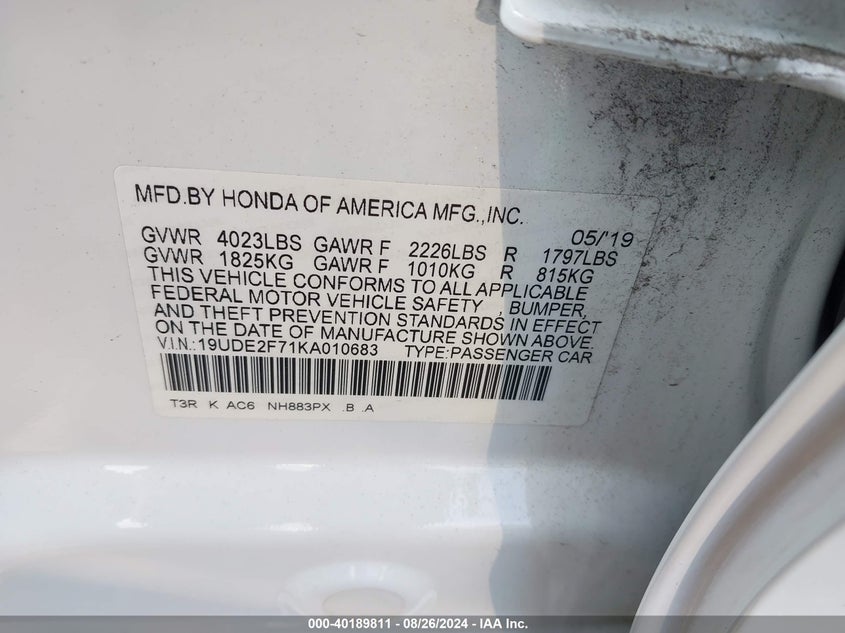 MFD.BY HONDA OF AMERICA MFG.,INC.
05/'19
GVWR 4023LBS GAWR F 2226LBS R 1797LBS
GVWR 1825KG GAWR F 1010KG R 815KG
THIS VEHICLE CONFORMS TO ALL APPLICABLE
FEDERAL MOTOR VEHICLE SAFETY , BUMPER,
AND THEFT PREVENTION STANDARDS IN EFFECT
ON THE DATE OF MANUFACTURE SHOWN ABOVE.
V.I.N.:19UDE2F71KA010683 TYPE:PASSENGER CAR
T3R K AC6 NH883PX .B .A
000-40189811 - 08/26/2024 - IAA Inc.